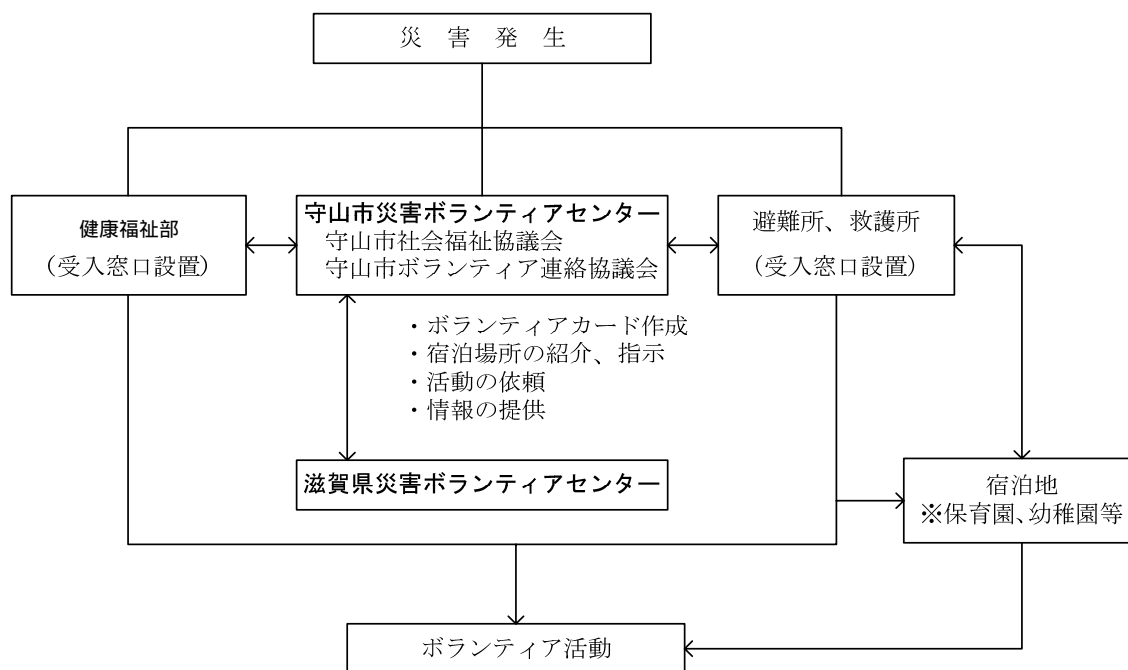 災 害 発 生
健康福祉部
(受入窓口設置)
守山市災害ボランティアセンター
守山市社会福祉協議会
守山市ボランティア連絡協議会
避難所、救護所
(受入窓口設置)
・ボランティアカード作成
・宿泊場所の紹介、指示
・活動の依頼
・情報の提供
滋賀県災害ボランティアセンター
宿泊地
※保育園、幼稚園等
ボランティア活動